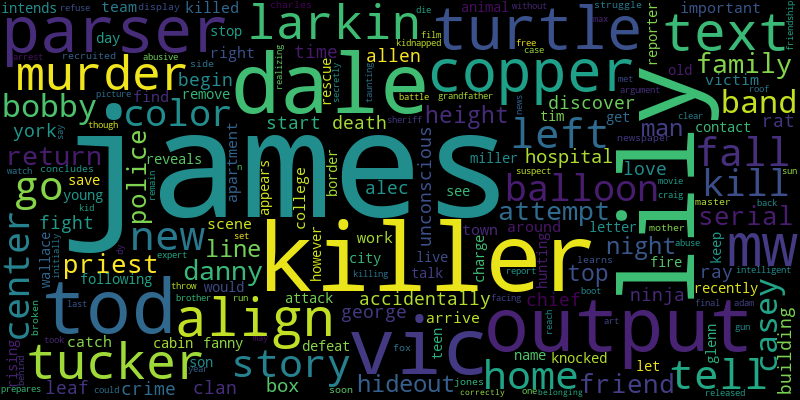 intends
team
display
killed
charles
film
die
animal
without
struggle
max
important
friendship
parser
day
larkin
stop
refuse
recruited
abusive
turtle
text
reporter
murder
side
right
time
allen
rescue
secretly
taunting
kidnapped
free
case
battle
grandfather
family
old
victim
bobby
color
begin
remove
picture
find
realizing
dale
copper
met
argument
discover
roof
band
york
say
start
death
height
sheriff
news
tim
get
newspaper
clear
man
contact
rat
james
lilly
return
though
police
reveals
apartment
n
appears
college
border
alec
unconscious
miller
left
hospital
see
love
suspect
movie
craig
master
back
sun
fall
watch
concludes
go
save
young
remain
balloon
letter
mother
abuse
kill
serial
kid
fight
scene
set
however
work
live
town
around
attempt
keep
mw
center
wallace
initially
new
line
city
talk
charge
killing
hunting
night
fire
intelligent
priest
danny
killer
learns
top
ray
recently
expert
following
by
would
attack
accidentally
chief
ninja
final
adam
tod
throw
brother
run
facing
report
boot
gun
last
broken
align
george
arrive
vic
output
casey
building
may
took
catch
cabin
fanny
defeat
teen
reach
art
glenn
tucker
son
fox
name
knocked
let
rising
behind
story
home
tell
leaf
clan
year
box
hideout
friend
prepares
could
crime
arrest
soon
jones
correctly
one
belonging
released